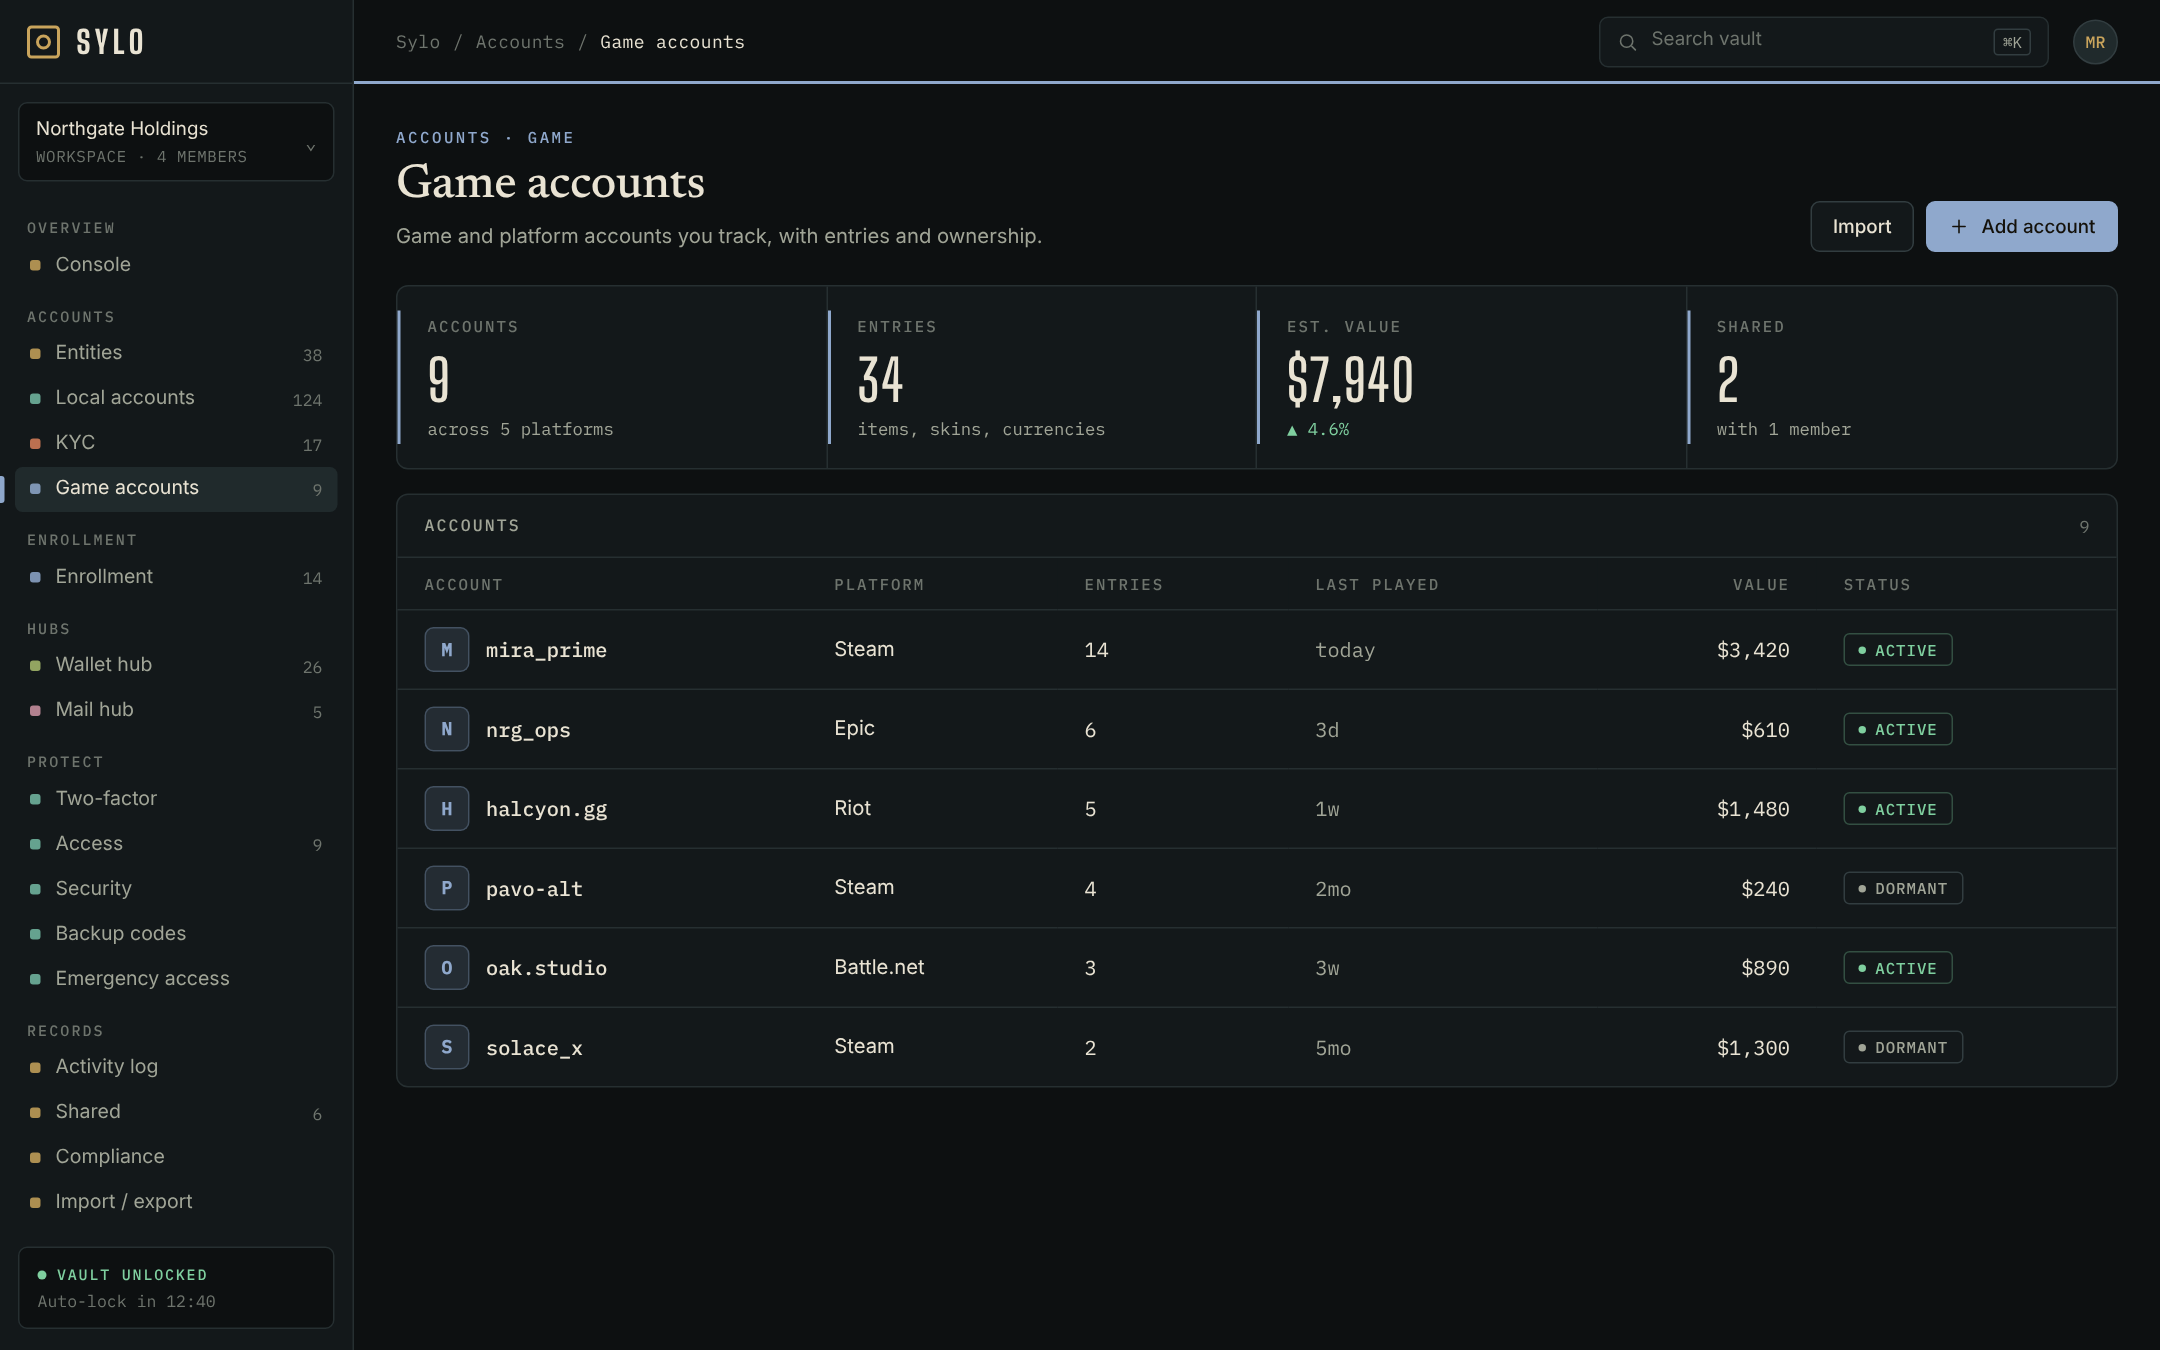 SYLO
Northgate Holdings
WORKSPACE · 4 MEMBERS
OVERVIEW
Console
ACCOUNTS
Entities 38
Local accounts 124
KYC 17
Game accounts 9
ENROLLMENT
Enrollment 14
HUBS
Wallet hub 26
Mail hub 5
PROTECT
Two-factor
Access 9
Security
Backup codes
Emergency access
RECORDS
Activity log
Shared 6
Compliance
Import / export
VAULT UNLOCKED
Auto-lock in 12:40
Sylo / Accounts / Game accounts
Search vault ⌘K
MR
ACCOUNTS · GAME
Game accounts
Game and platform accounts you track, with entries and ownership.
Import
+ Add account
ACCOUNTS
9
across 5 platforms
ENTRIES
34
items, skins, currencies
EST. VALUE
$7,940
▲ 4.6%
SHARED
2
with 1 member
ACCOUNTS 9
ACCOUNT PLATFORM ENTRIES LAST PLAYED VALUE STATUS
M mira_prime Steam 14 today $3,420 ACTIVE
N nrg_ops Epic 6 3d $610 ACTIVE
H halcyon.gg Riot 5 1w $1,480 ACTIVE
P pavo-alt Steam 4 2mo $240 DORMANT
O oak.studio Battle.net 3 3w $890 ACTIVE
S solace_x Steam 2 5mo $1,300 DORMANT